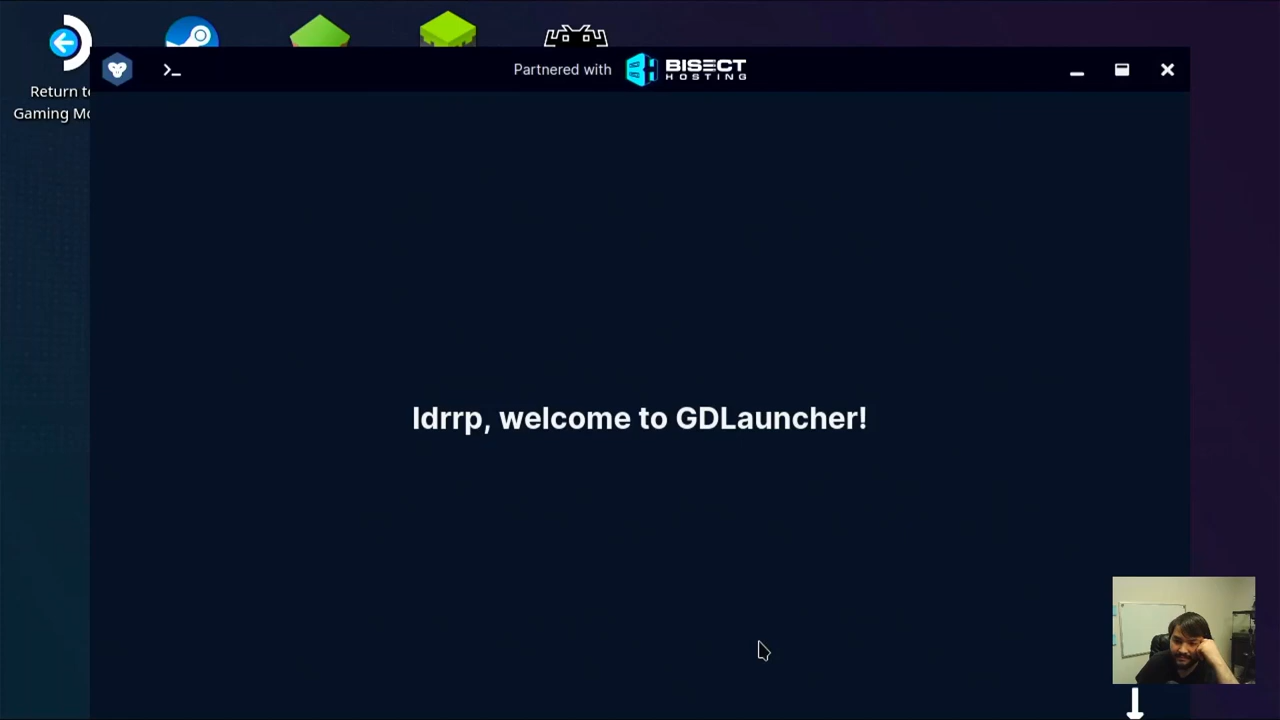 Return to
Gaming Mo
>_
Partnered with
BISECT
HOSTING
ldrrp, welcome to GDLauncher!